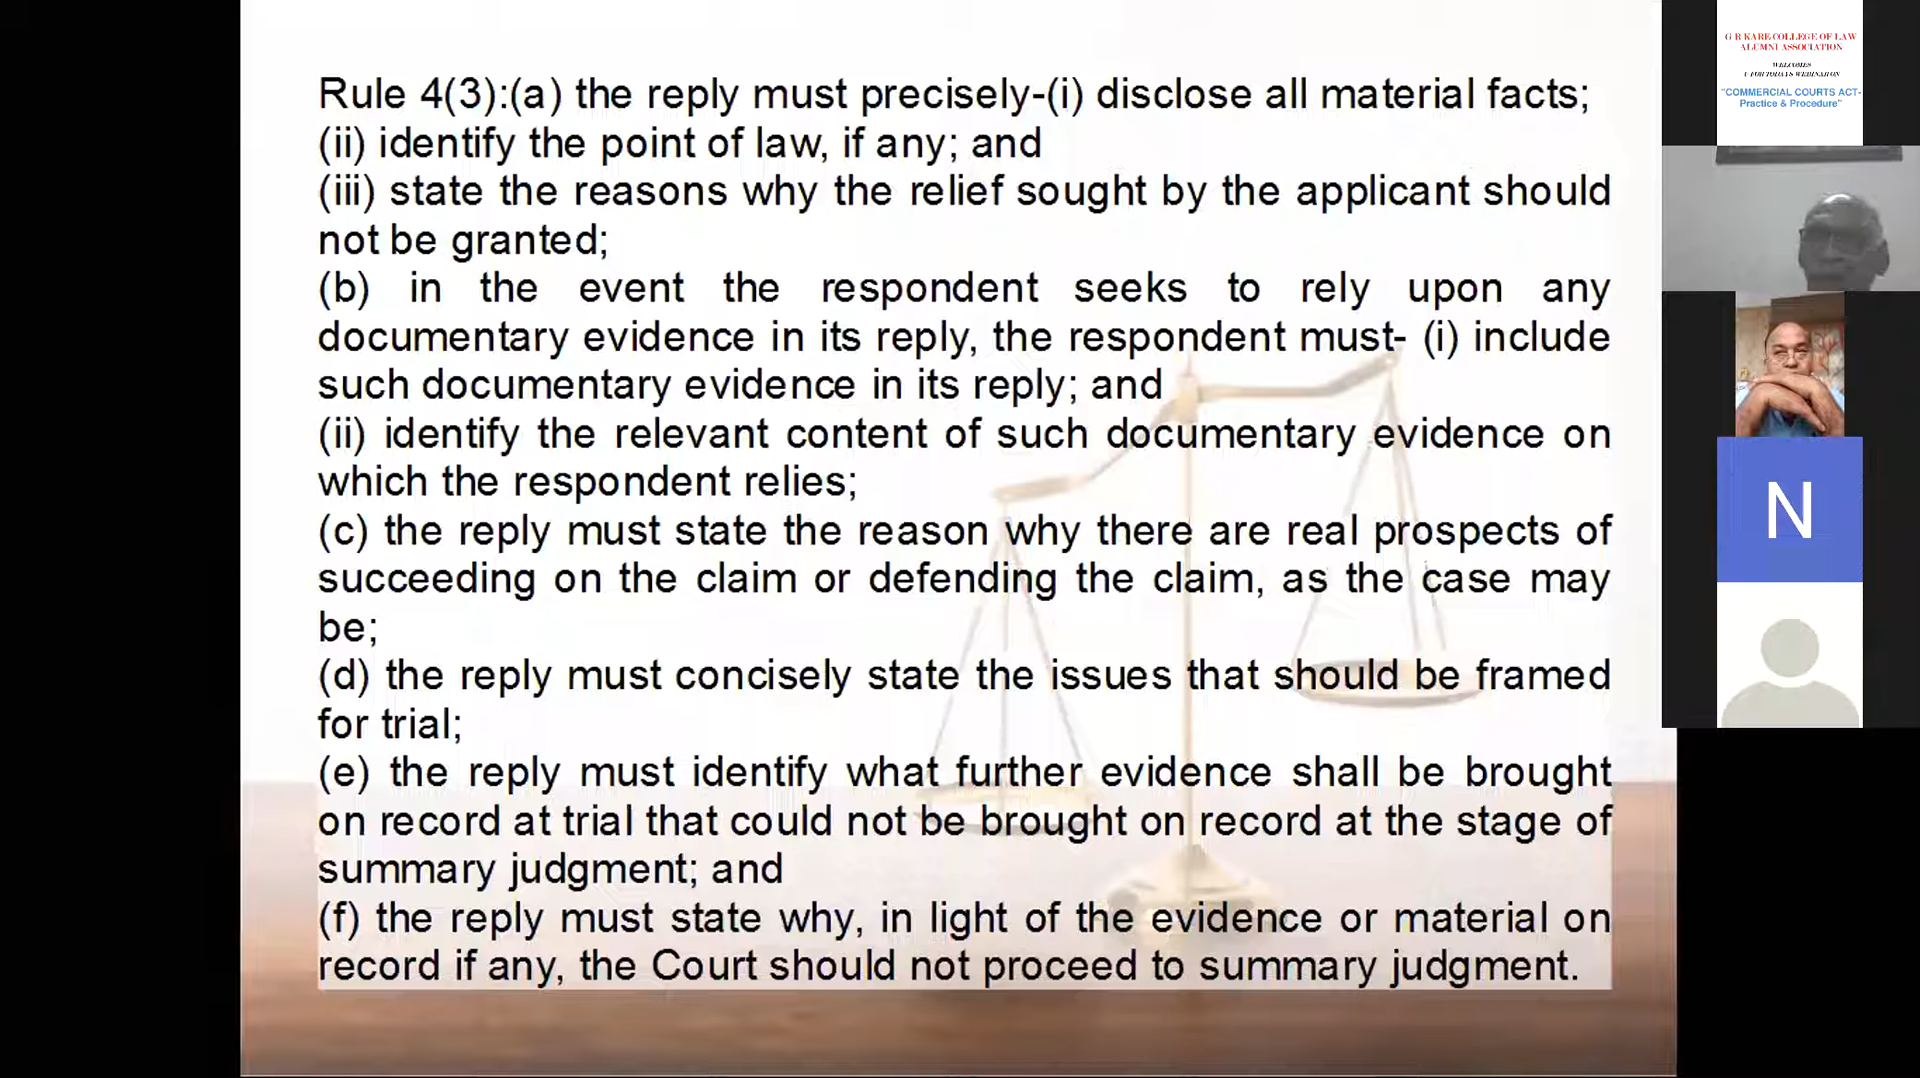 Rule 4(3):(a) the reply must precisely-(i) disclose all material facts;
(ii) identify the point of law, if any; and
(iii) state the reasons why the relief sought by the applicant should
not be granted;
(b) in the event the respondent seeks to rely upon any
documentary evidence in its reply, the respondent must- (i) include
such documentary evidence in its reply; and
(ii) identify the relevant content of such documentary evidence on
which the respondent relies;
(c) the reply must state the reason why there are real prospects of
succeeding on the claim or defending the claim, as the case may
be;
(d) the reply must concisely state the issues that should be framed
for trial;
(e) the reply must identify what further evidence shall be brought
on record at trial that could not be brought on record at the stage of
summary judgment; and
(f) the reply must state why, in light of the evidence or material on
record if any, the Court should not proceed to summary judgment.
G R KARE COLLEGE OF LAW
ALUMNI ASSOCIATION
WELCOMES
FOR TODAYS WEBINAR ON
"COMMERCIAL COURTS ACT-
Practice & Procedure"
N